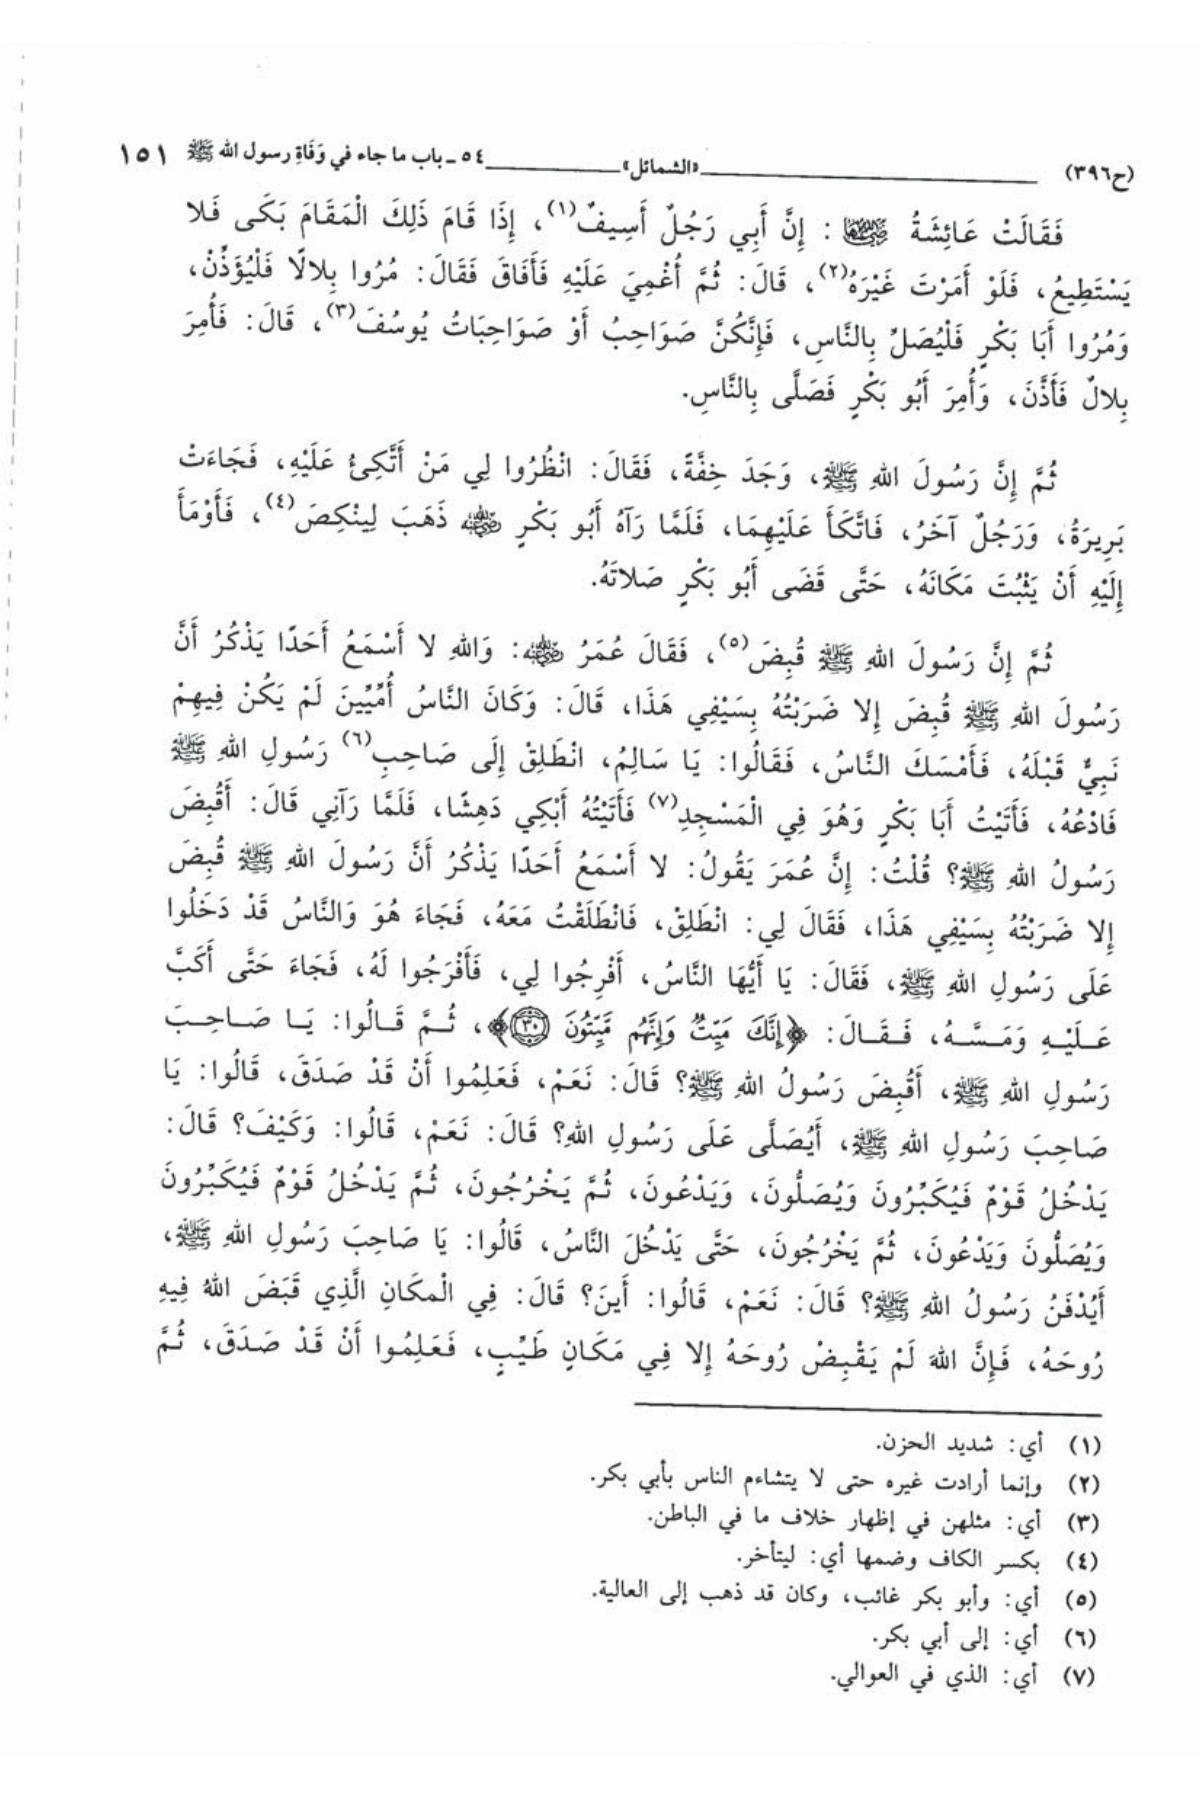 (ح٣٩٦) «الشمائل» ٥٤ - باب ما جاء في وَفَاةِ رسول الله ﷺ ١٥١
فَقَالَتْ عَائِشَةُ رضي الله عنها : إِنَّ أَبِي رَجُلٌ أَسِيفٌ(١)، إِذَا قَامَ ذَلِكَ الْمَقَامَ بَكَى فَلا
يَسْتَطِيعُ، فَلَوْ أَمَرْتَ غَيْرَهُ(٢)، قَالَ: ثُمَّ أُغْمِيَ عَلَيْهِ فَأَفَاقَ فَقَالَ: مُرُوا بِلالًا فَلْيُؤَذِّنْ،
وَمُرُوا أَبَا بَكْرٍ فَلْيُصَلِّ بِالنَّاسِ، فَإِنَّكُنَّ صَوَاحِبُ أَوْ صَوَاحِبَاتُ يُوسُفَ(٣)، قَالَ: فَأُمِرَ
بِلالٌ فَأَذَّنَ، وَأُمِرَ أَبُو بَكْرٍ فَصَلَّى بِالنَّاسِ.
ثُمَّ إِنَّ رَسُولَ اللهِ ﷺ، وَجَدَ خِفَّةً، فَقَالَ: انْظُرُوا لِي مَنْ أَتَّكِئُ عَلَيْهِ، فَجَاءَتْ
بَرِيرَةُ، وَرَجُلٌ آخَرُ، فَاتَّكَأَ عَلَيْهِمَا، فَلَمَّا رَآهُ أَبُو بَكْرٍ رضي الله عنه ذَهَبَ لِيَنْكِصَ(٤)، فَأَوْمَأَ
إِلَيْهِ أَنْ يَثْبُتَ مَكَانَهُ، حَتَّى قَضَى أَبُو بَكْرٍ صَلاتَهُ.
ثُمَّ إِنَّ رَسُولَ اللهِ ﷺ قُبِضَ(٥)، فَقَالَ عُمَرُ رضي الله عنه: وَاللهِ لا أَسْمَعُ أَحَدًا يَذْكُرُ أَنَّ
رَسُولَ اللهِ ﷺ قُبِضَ إِلا ضَرَبْتُهُ بِسَيْفِي هَذَا، قَالَ: وَكَانَ النَّاسُ أُمِّيِّينَ لَمْ يَكُنْ فِيهِمْ
نَبِيٌّ قَبْلَهُ، فَأَمْسَكَ النَّاسُ، فَقَالُوا: يَا سَالِمُ، انْطَلِقْ إِلَى صَاحِبِ(٦) رَسُولِ اللهِ ﷺ
فَادْعُهُ، فَأَتَيْتُ أَبَا بَكْرٍ وَهُوَ فِي الْمَسْجِدِ(٧) فَأَتَيْتُهُ أَبْكِي دَهِشًا، فَلَمَّا رَآنِي قَالَ: أَقُبِضَ
رَسُولُ اللهِ ﷺ؟ قُلْتُ: إِنَّ عُمَرَ يَقُولُ: لا أَسْمَعُ أَحَدًا يَذْكُرُ أَنَّ رَسُولَ اللهِ ﷺ قُبِضَ
إِلا ضَرَبْتُهُ بِسَيْفِي هَذَا، فَقَالَ لِي: انْطَلِقْ، فَانْطَلَقْتُ مَعَهُ، فَجَاءَ هُوَ وَالنَّاسُ قَدْ دَخَلُوا
عَلَى رَسُولِ اللهِ ﷺ، فَقَالَ: يَا أَيُّهَا النَّاسُ، أَفْرِجُوا لِي، فَأَفْرَجُوا لَهُ، فَجَاءَ حَتَّى أَكَبَّ
عَلَيْهِ وَمَسَّهُ، فَقَالَ: ﴿إِنَّكَ مَيِّتٌ وَإِنَّهُم مَّيِّتُونَ ٣٠﴾، ثُمَّ قَالُوا: يَا صَاحِبَ
رَسُولِ اللهِ ﷺ، أَقُبِضَ رَسُولُ اللهِ ﷺ؟ قَالَ: نَعَمْ، فَعَلِمُوا أَنْ قَدْ صَدَقَ، قَالُوا: يَا
صَاحِبَ رَسُولِ اللهِ ﷺ، أَيُصَلَّى عَلَى رَسُولِ اللهِ؟ قَالَ: نَعَمْ، قَالُوا: وَكَيْفَ؟ قَالَ:
يَدْخُلُ قَوْمٌ فَيُكَبِّرُونَ وَيُصَلُّونَ، وَيَدْعُونَ، ثُمَّ يَخْرُجُونَ، ثُمَّ يَدْخُلُ قَوْمٌ فَيُكَبِّرُونَ
وَيُصَلُّونَ وَيَدْعُونَ، ثُمَّ يَخْرُجُونَ، حَتَّى يَدْخُلَ النَّاسُ، قَالُوا: يَا صَاحِبَ رَسُولِ اللهِ ﷺ،
أَيُدْفَنُ رَسُولُ اللهِ ﷺ؟ قَالَ: نَعَمْ، قَالُوا: أَينَ؟ قَالَ: فِي الْمكَانِ الَّذِي قَبَضَ اللهُ فِيهِ
رُوحَهُ، فَإِنَّ اللهَ لَمْ يَقْبِضْ رُوحَهُ إِلا فِي مَكَانٍ طَيِّبٍ، فَعَلِمُوا أَنْ قَدْ صَدَقَ، ثُمَّ
(١) أي: شديد الحزن.
(٢) وإنما أرادت غيره حتى لا يتشاءم الناس بأبي بكر.
(٣) أي: مثلهن في إظهار خلاف ما في الباطن.
(٤) بكسر الكاف وضمها أي: ليتأخر.
(٥) أي: وأبو بكر غائب، وكان قد ذهب إلى العالية.
(٦) أي: إلى أبي بكر.
(٧) أي: الذي في العوالي.